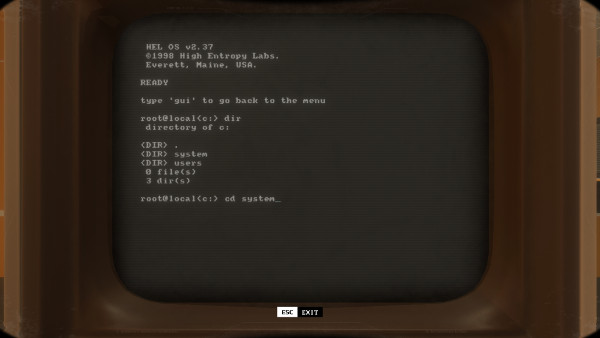 HEL OS v2.37
©1998 High Entropy Labs.
Everett, Maine, USA.
READY
type 'gui' to go back to the menu
root@local(c:) dir
directory of c:
<DIR> .
<DIR> system
<DIR> users
0 file(s)
3 dir(s)
root@local(c:) cd system_
ESC EXIT